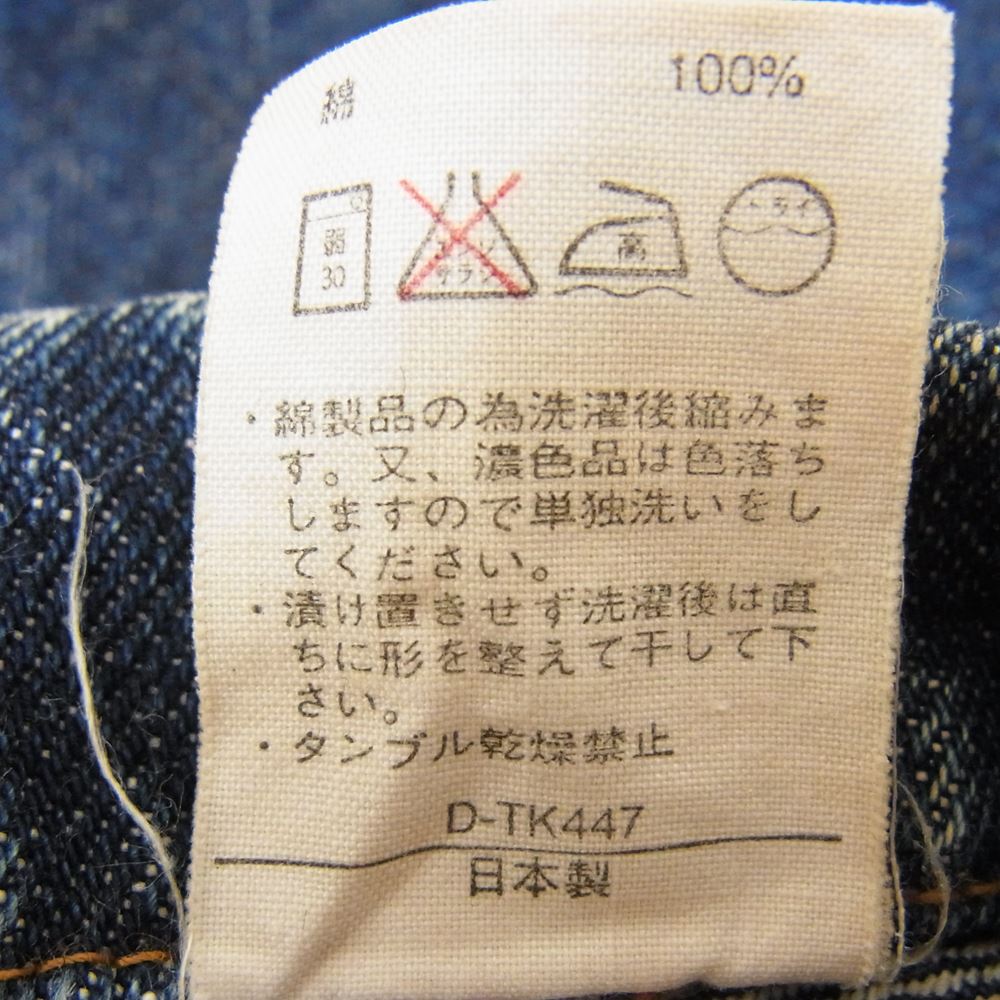 綿 100%
弱 高 ドライ
30 エンソ
サラシ
・綿製品の為洗濯後縮みま
す。又、濃色品は色落ち
しますので単独洗いをし
てください。
・漬け置きせず洗濯後は直
ちに形を整えて干して下
さい。
・タンブル乾燥禁止
D-TK447
日本製